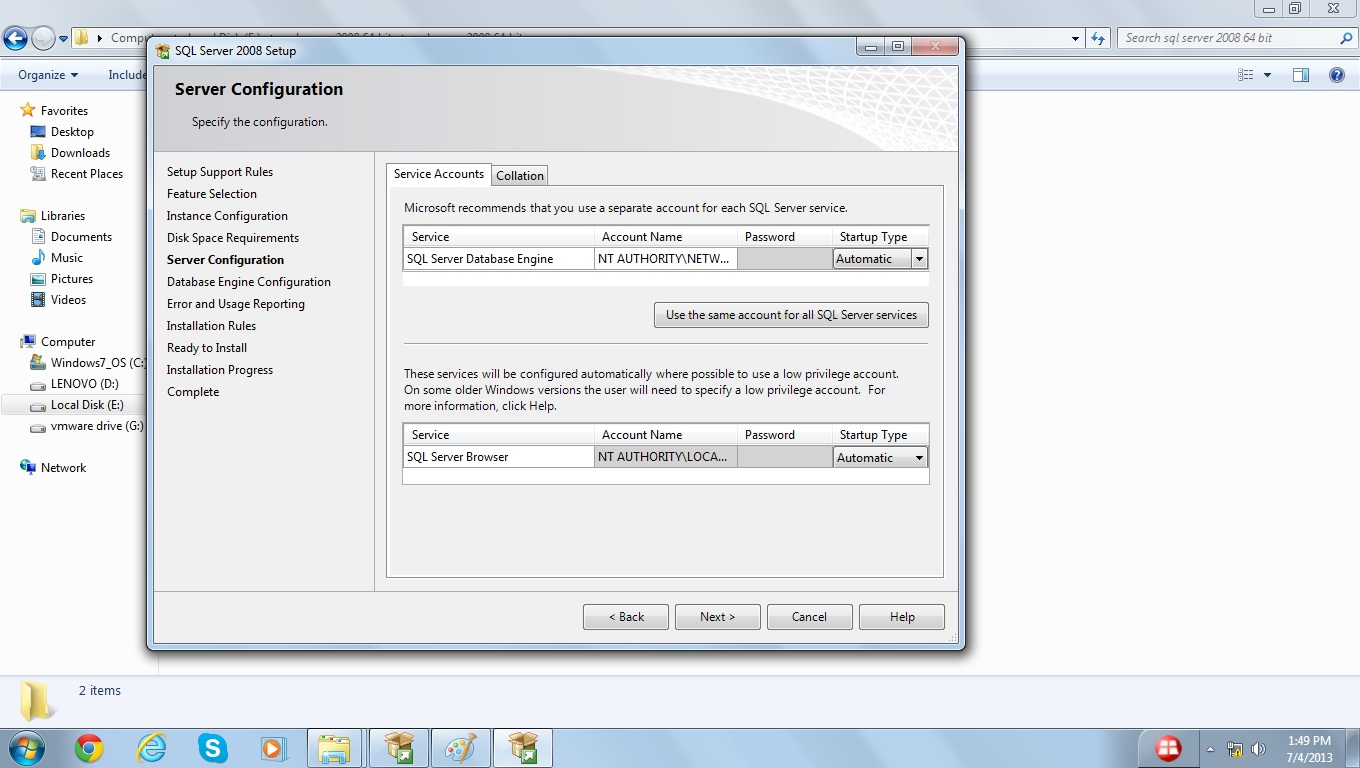 SQL Server 2008 Setup
Search sql server 2008 64 bit
Organize
Server Configuration
Specify the configuration.
Favorites
Desktop
Downloads
Recent Places
Libraries
Documents
Music
Pictures
Videos
Computer
Windows7_OS (C:)
LENOVO (D:)
Local Disk (E:)
vmware drive (G:)
Network
Setup Support Rules
Feature Selection
Instance Configuration
Disk Space Requirements
Server Configuration
Database Engine Configuration
Error and Usage Reporting
Installation Rules
Ready to Install
Installation Progress
Complete
Service Accounts Collation
Microsoft recommends that you use a separate account for each SQL Server service.
Service Account Name Password Startup Type
SQL Server Database Engine NT AUTHORITY\NETW... Automatic
Use the same account for all SQL Server services
These services will be configured automatically where possible to use a low privilege account.
On some older Windows versions the user will need to specify a low privilege account. For
more information, click Help.
Service Account Name Password Startup Type
SQL Server Browser NT AUTHORITY\LOCA... Automatic
< Back Next > Cancel Help
2 items
1:49 PM
7/4/2013